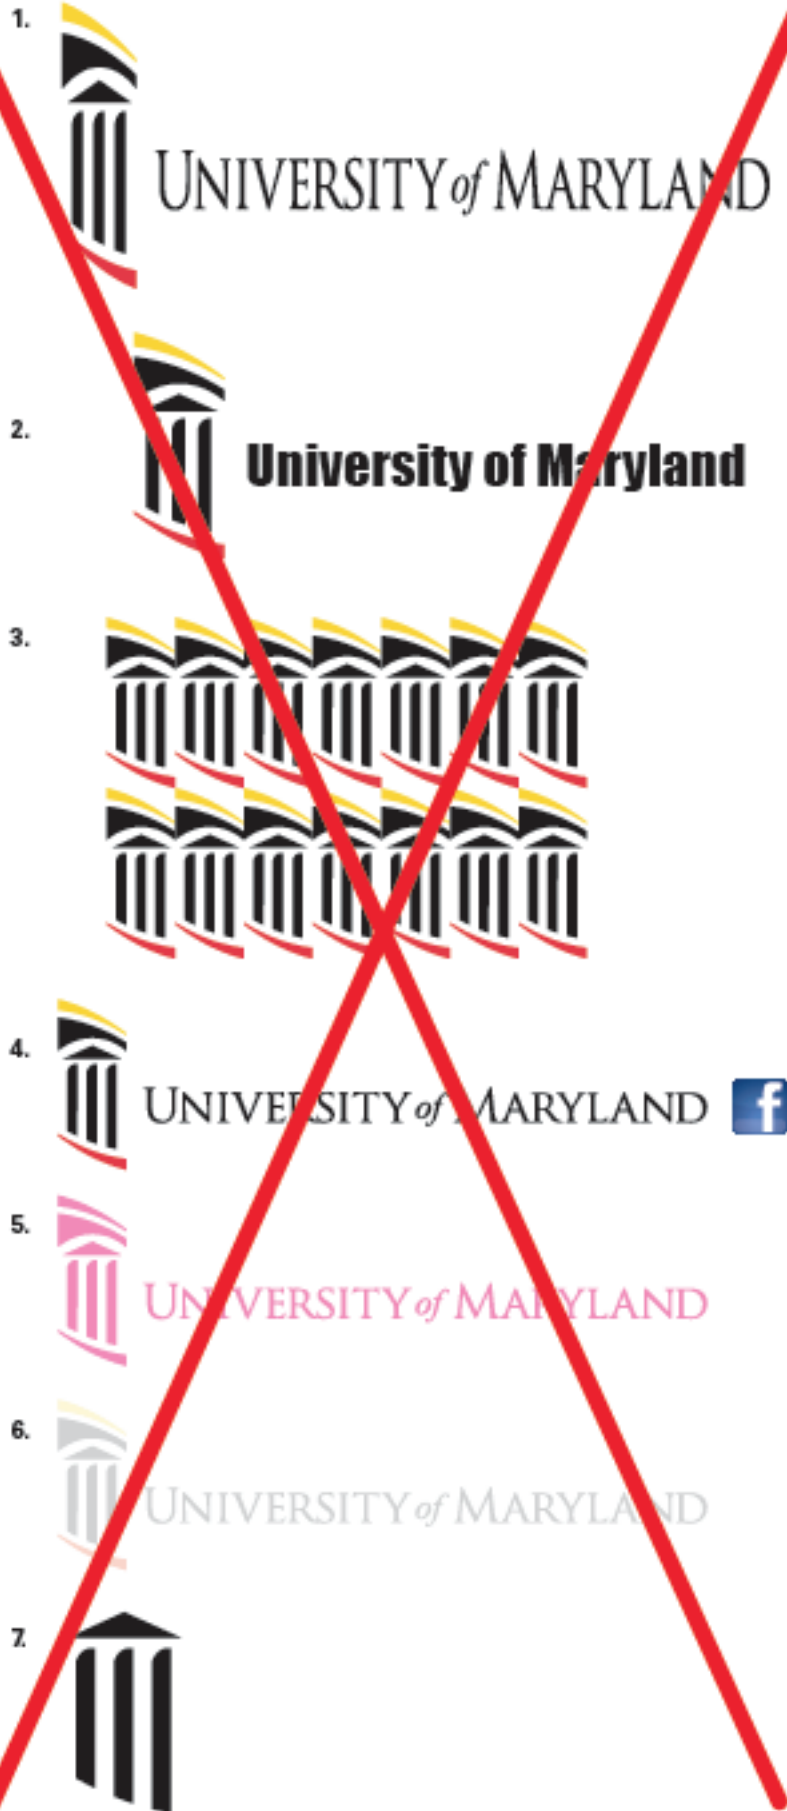 1.
UNIVERSITY of MARYLAND
2.
University of Maryland
3.
4.
UNIVERSITY of MARYLAND f
5.
UNIVERSITY of MARYLAND
6.
UNIVERSITY of MARYLAND
7.